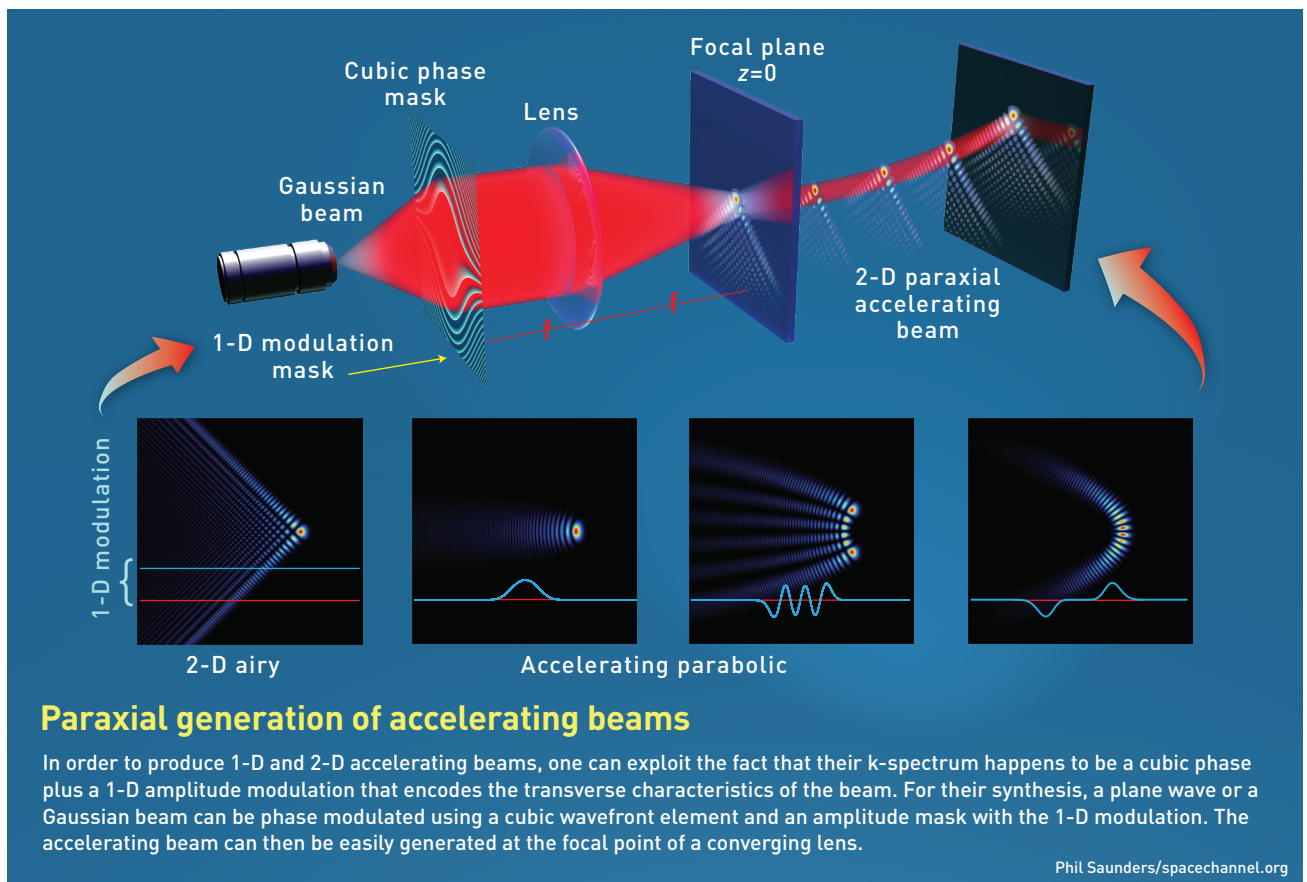 Cubic phase
mask
Gaussian
beam
Lens
Focal plane
z=0
f
f
2-D paraxial
accelerating
beam
1-D modulation
mask
1-D modulation
{
2-D airy
Accelerating parabolic
Paraxial generation of accelerating beams
In order to produce 1-D and 2-D accelerating beams, one can exploit the fact that their k-spectrum happens to be a cubic phase
plus a 1-D amplitude modulation that encodes the transverse characteristics of the beam. For their synthesis, a plane wave or a
Gaussian beam can be phase modulated using a cubic wavefront element and an amplitude mask with the 1-D modulation. The
accelerating beam can then be easily generated at the focal point of a converging lens.
Phil Saunders/spacechannel.org